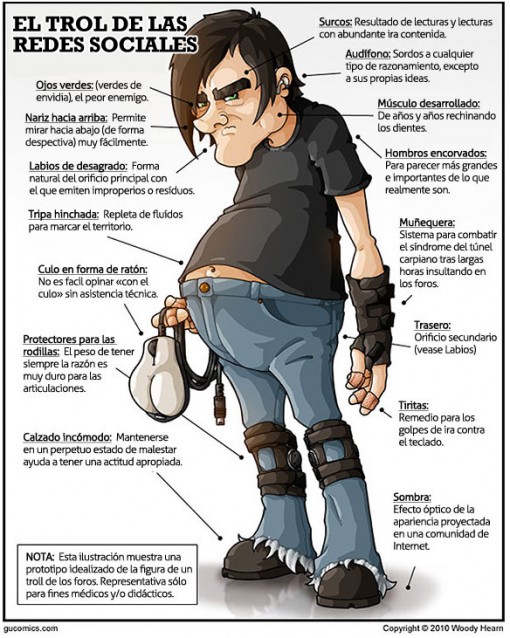 EL TROL DE LAS
REDES SOCIALES
Surcos: Resultado de lecturas y lecturas
con abundante ira contenida.
Audífono: Sordos a cualquier
tipo de razonamiento, excepto
a sus propias ideas.
Ojos verdes: (verdes de
envidia), el peor enemigo.
Músculo desarrollado:
De años y años rechinando
los dientes.
Nariz hacia arriba: Permite
mirar hacia abajo (de forma
despectiva) muy fácilmente.
Hombros encorvados:
Para parecer más grandes
e importantes de lo que
realmente son.
Labios de desagrado: Forma
natural del orificio principal con
el que emiten improperios o resíduos.
Tripa hinchada: Repleta de fluídos
para marcar el territorio.
Muñequera:
Sistema para combatir
el síndrome del túnel
carpiano tras largas
horas insultando en
los foros.
Culo en forma de ratón:
No es facil opinar «con el
culo» sin asistencia técnica.
Trasero:
Orificio secundario
(vease Labios)
Protectores para las
rodillas: El peso de tener
siempre la razón es
muy duro para las
articulaciones.
Tiritas:
Remedio para los
golpes de ira contra
el teclado.
Calzado incómodo: Mantenerse
en un perpetuo estado de malestar
ayuda a tener una actitud apropiada.
Sombra:
Efecto óptico de la
apariencia proyectada
en una comunidad de
Internet.
NOTA: Esta ilustración muestra una
prototipo idealizado de la figura de un
troll de los foros. Representativa sólo
para fines médicos y/o didácticos.
gucomics.com
Copyright © 2010 Woody Hearn